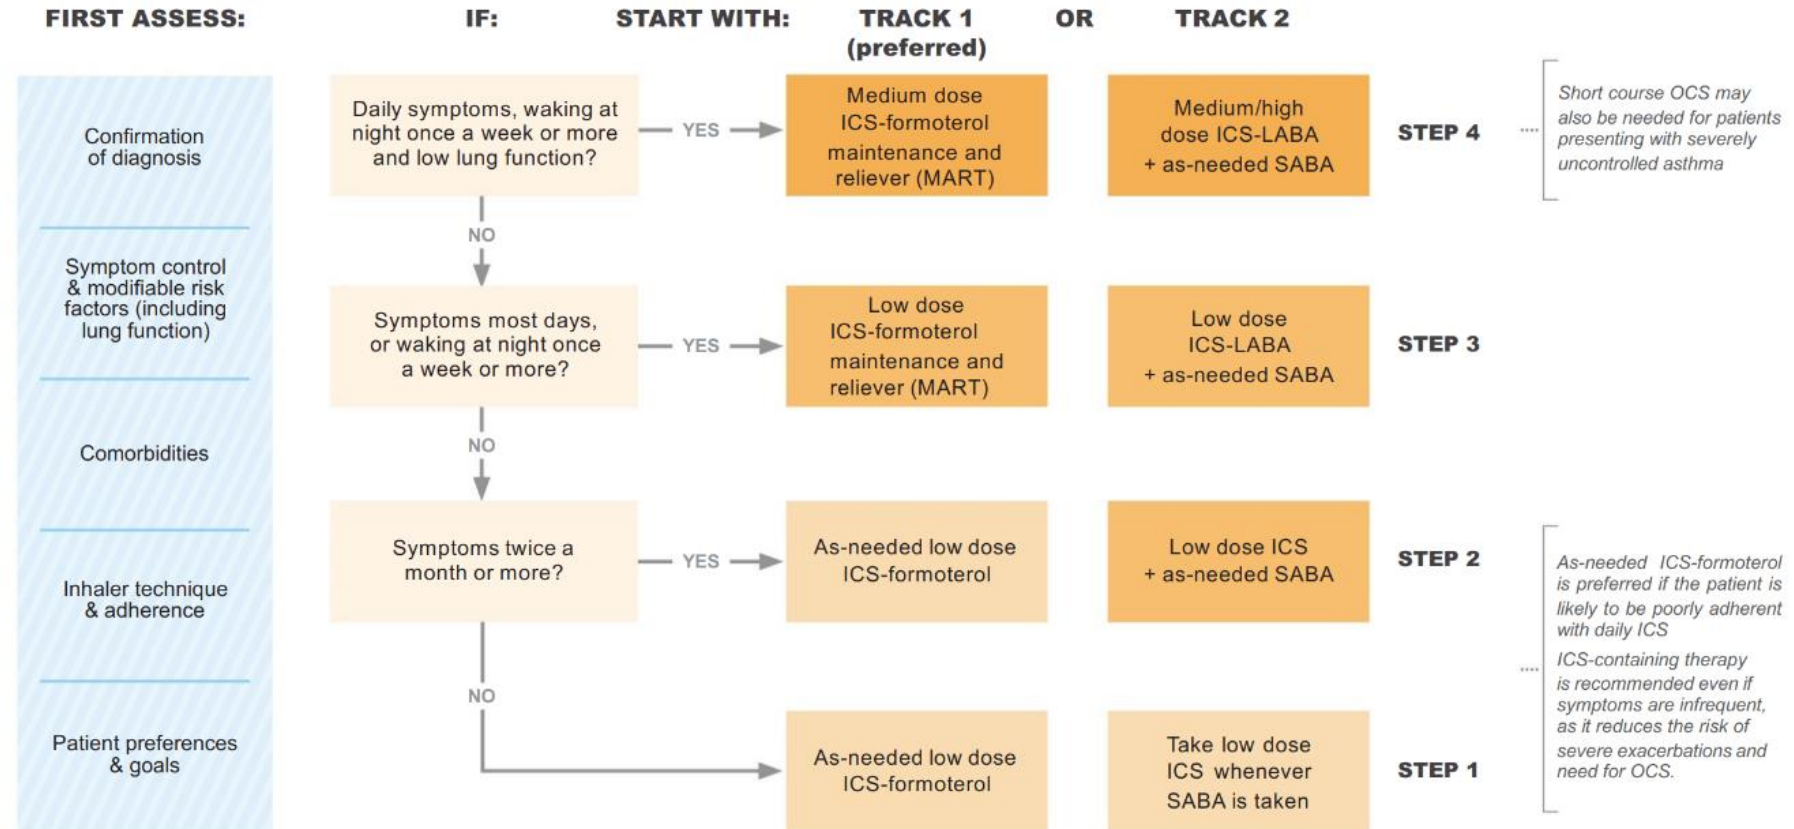 FIRST ASSESS:
IF:
START WITH:
TRACK 1
(preferred)
OR
TRACK 2
Confirmation
of diagnosis
Symptom control
& modifiable risk
factors (including
lung function)
Comorbidities
Inhaler technique
& adherence
Patient preferences
& goals
Daily symptoms, waking at
night once a week or more
and low lung function?
YES
Medium dose
ICS-formoterol
maintenance and
reliever (MART)
Medium/high
dose ICS-LABA
+ as-needed SABA
STEP 4
Short course OCS may
also be needed for patients
presenting with severely
uncontrolled asthma
NO
Symptoms most days,
or waking at night once
a week or more?
YES
Low dose
ICS-formoterol
maintenance and
reliever (MART)
Low dose
ICS-LABA
+ as-needed SABA
STEP 3
NO
Symptoms twice a
month or more?
YES
As-needed low dose
ICS-formoterol
Low dose ICS
+ as-needed SABA
STEP 2
NO
As-needed low dose
ICS-formoterol
Take low dose
ICS whenever
SABA is taken
STEP 1
As-needed ICS-formoterol
is preferred if the patient is
likely to be poorly adherent
with daily ICS
ICS-containing therapy
is recommended even if
symptoms are infrequent,
as it reduces the risk of
severe exacerbations and
need for OCS.